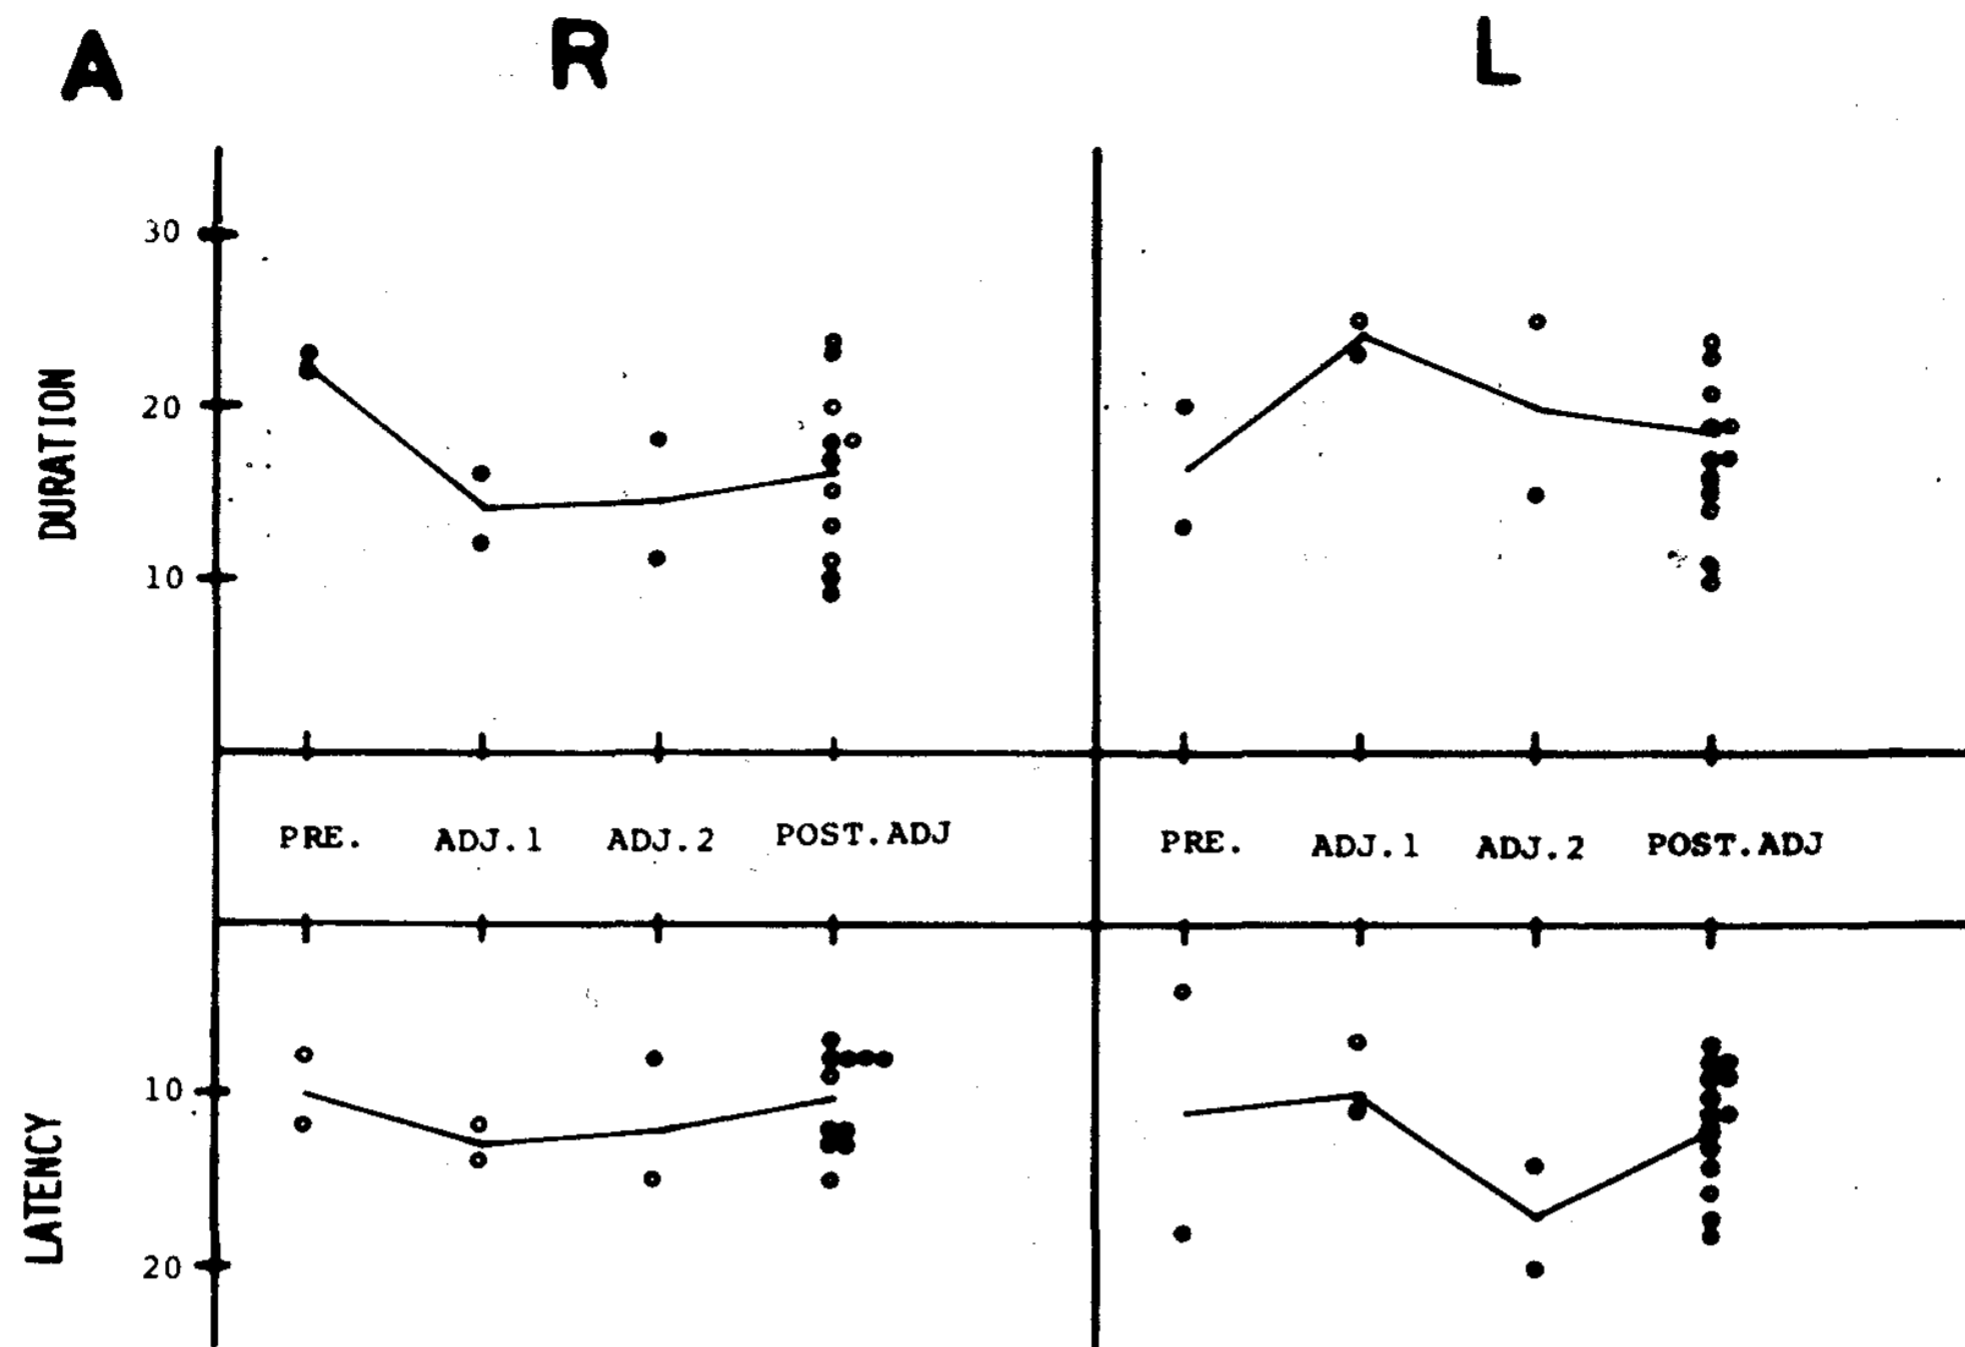 A R L
DURATION
30
20
10
PRE. ADJ.1 ADJ.2 POST.ADJ
PRE. ADJ.1 ADJ.2 POST.ADJ
LATENCY
10
20